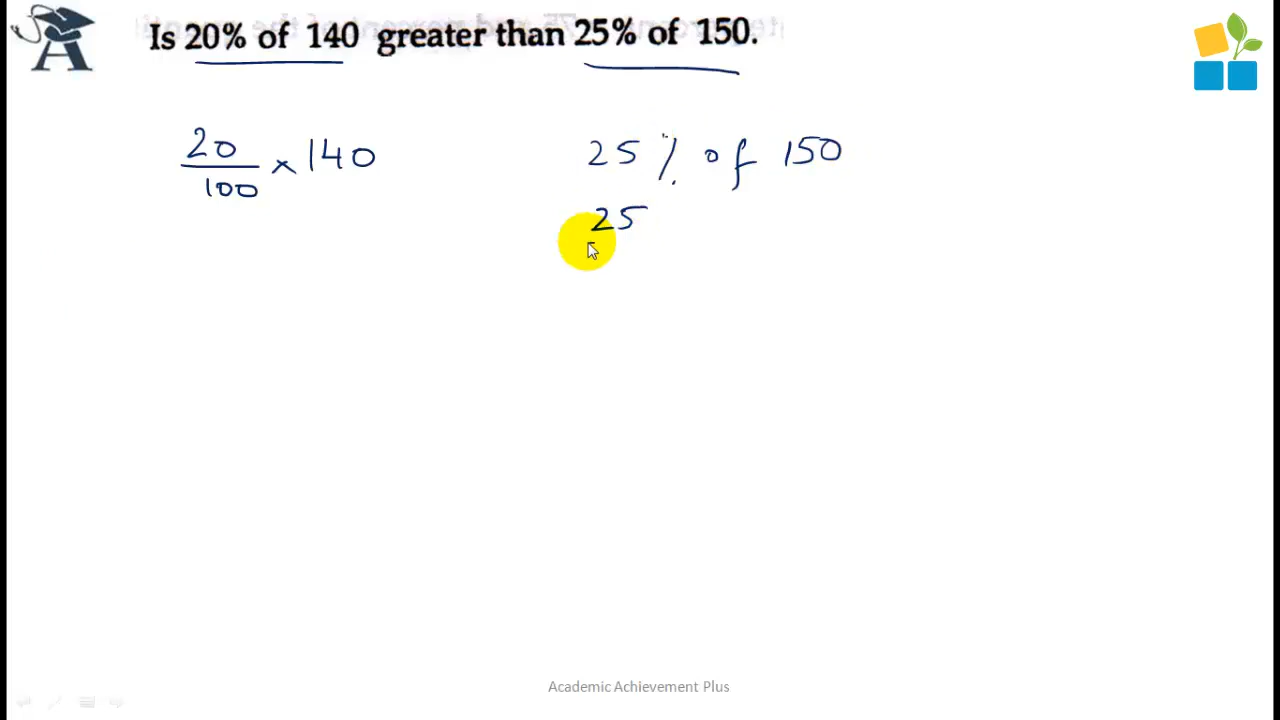 Is 20% of 140 greater than 25% of 150.
20/100 × 140
25 % of 150
25
Academic Achievement Plus